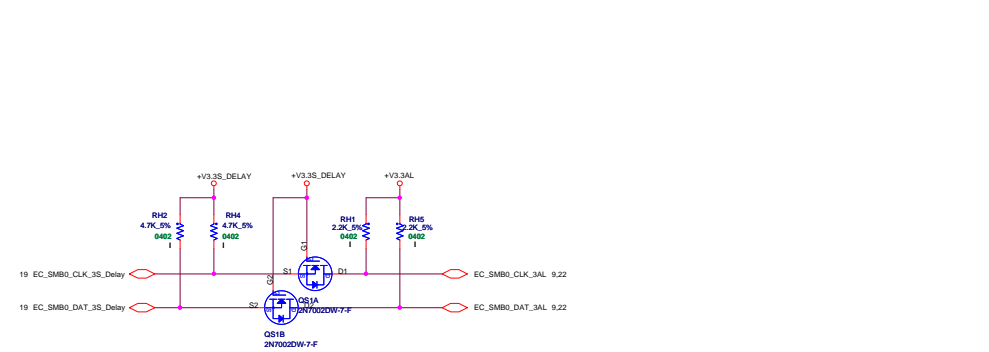 +V3.3S_DELAY +V3.3S_DELAY +V3.3AL
RH2 RH4 RH1 RH5
4.7K_5% 4.7K_5% 2.2K_5% 2.2K_5%
0402 0402 0402 0402
I I I I
G1
S1 D1
19 EC_SMB0_CLK_3S_Delay EC_SMB0_CLK_3AL 9,22
G2
QS1A
S2 D2
19 EC_SMB0_DAT_3S_Delay 2N7002DW-7-F EC_SMB0_DAT_3AL 9,22
QS1B
2N7002DW-7-F